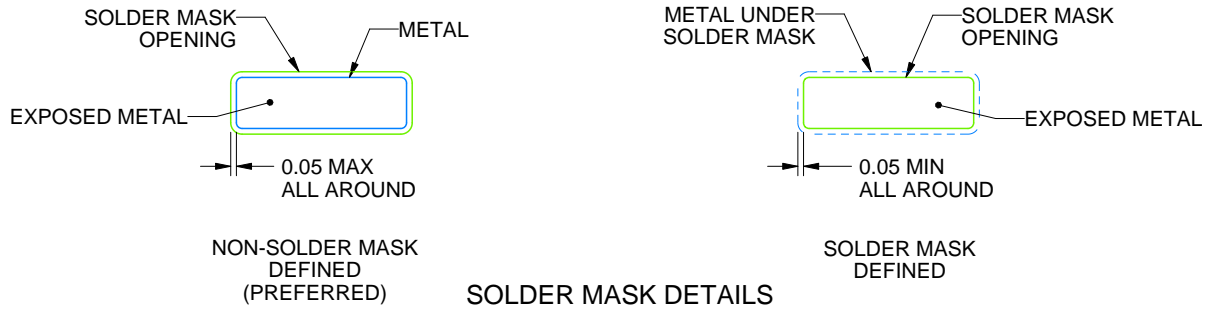 SOLDER MASK
OPENING
METAL
EXPOSED METAL
0.05 MAX
ALL AROUND
NON-SOLDER MASK
DEFINED
(PREFERRED)
METAL UNDER
SOLDER MASK
SOLDER MASK
OPENING
EXPOSED METAL
0.05 MIN
ALL AROUND
SOLDER MASK
DEFINED
SOLDER MASK DETAILS